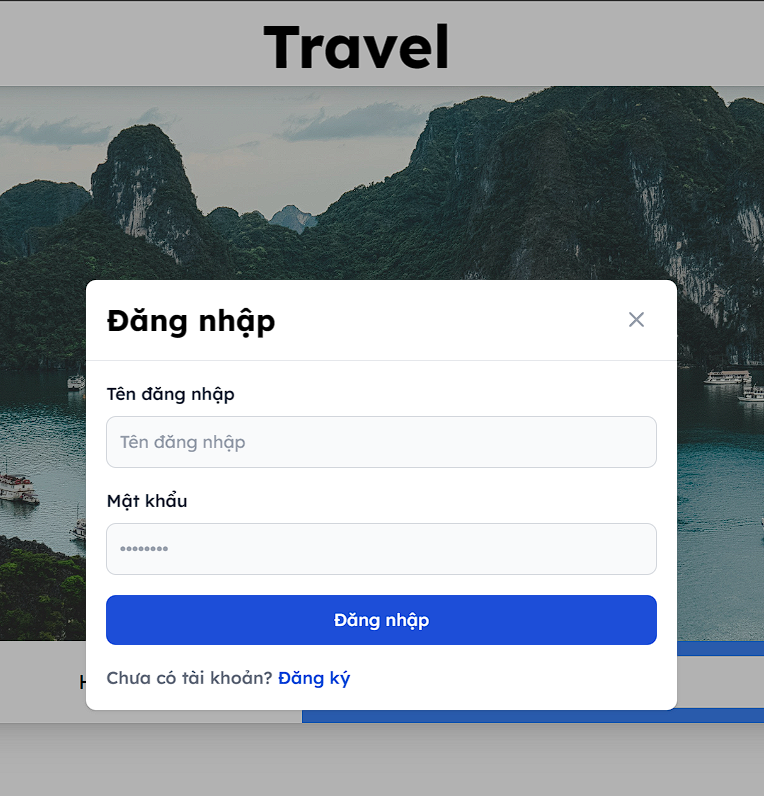 Travel
Đăng nhập
Tên đăng nhập
Tên đăng nhập
Mật khẩu
••••••••
Đăng nhập
Chưa có tài khoản? Đăng ký